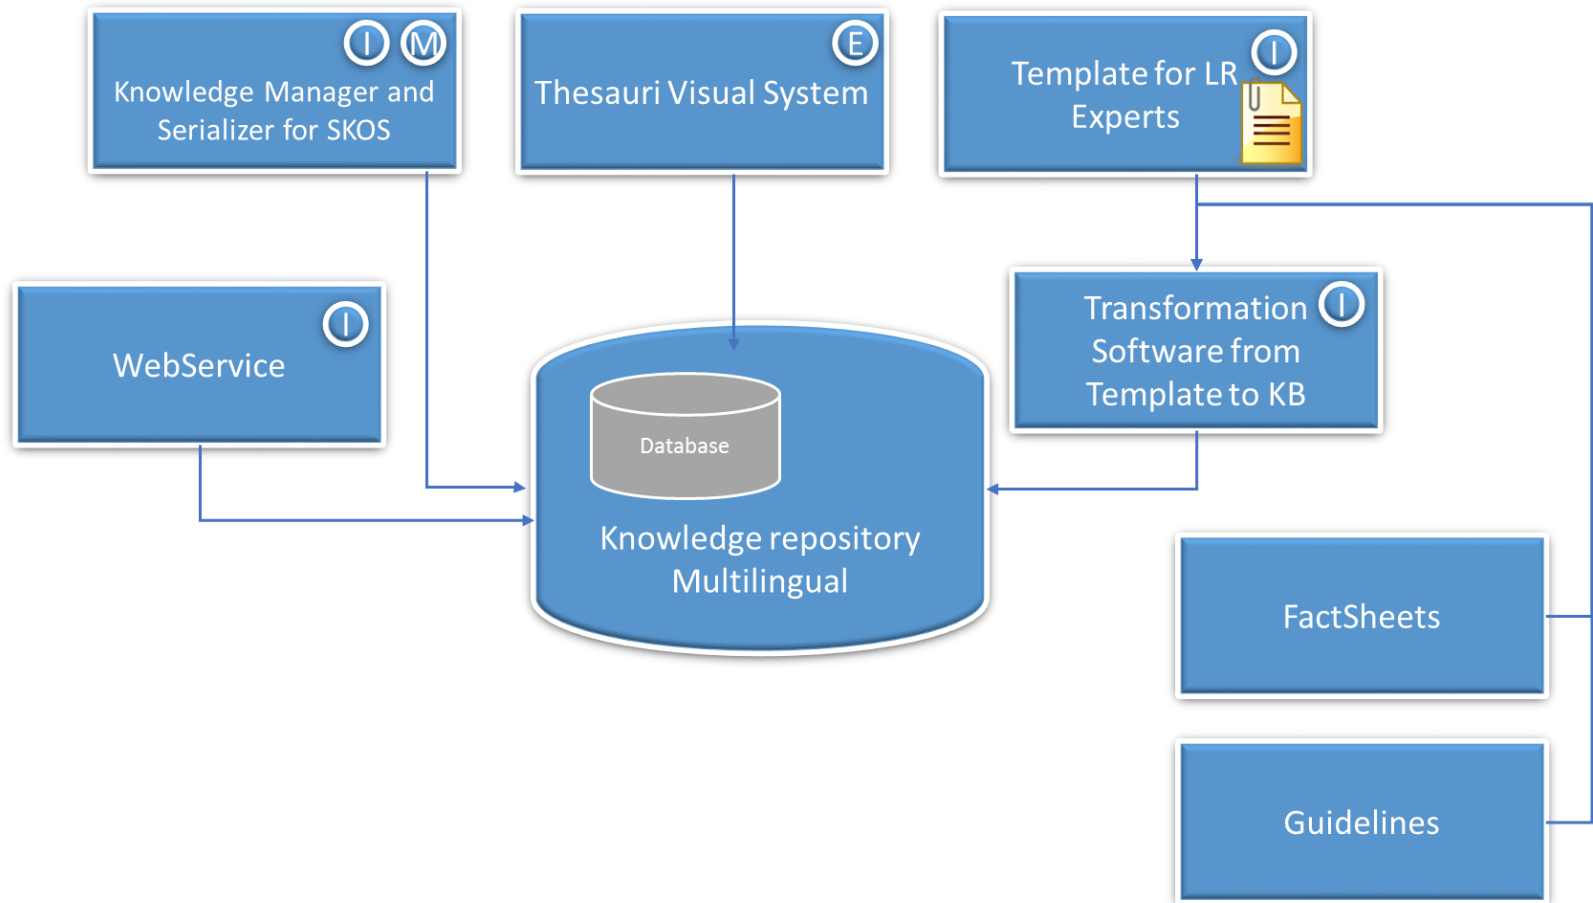 I M
Knowledge Manager and
Serializer for SKOS
E
Thesauri Visual System
I
Template for LR
Experts
I
WebService
Transformation I
Software from
Template to KB
Database
Knowledge repository
Multilingual
FactSheets
Guidelines